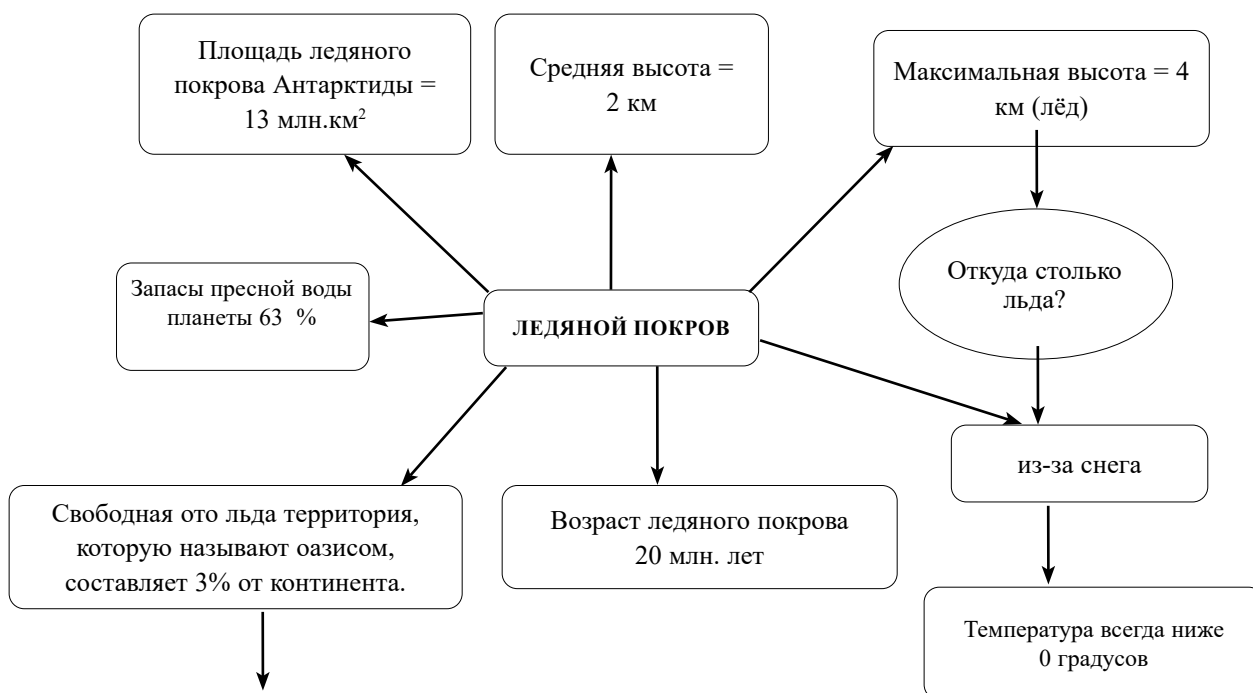 Площадь ледяного
покрова Антарктиды =
13 млн.км²
Средняя высота =
2 км
Максимальная высота = 4
км (лёд)
Откуда столько
льда?
Запасы пресной воды
планеты 63 %
ЛЕДЯНОЙ ПОКРОВ
из-за снега
Свободная ото льда территория,
которую называют оазисом,
составляет 3% от континента.
Возраст ледяного покрова
20 млн. лет
Температура всегда ниже
0 градусов